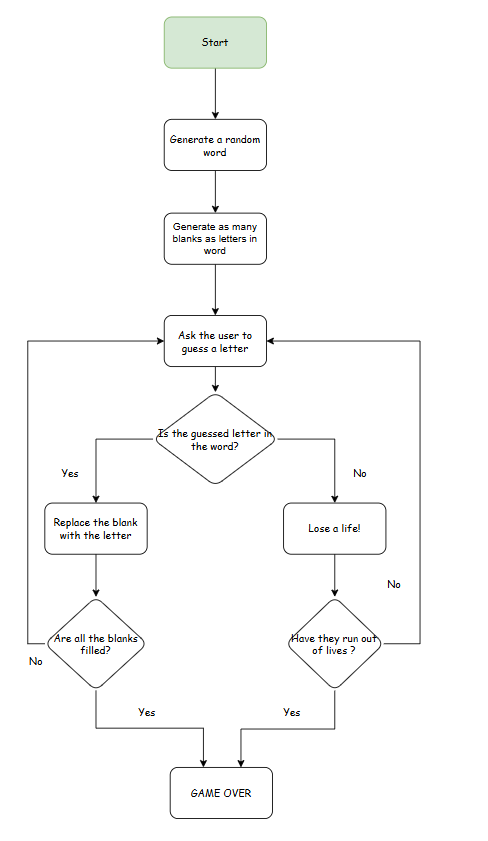 Start
Generate a random
word
Generate as many
blanks as letters in
word
Ask the user to
guess a letter
Is the guessed letter in
the word?
Yes
No
Replace the blank
with the letter
Lose a life!
No
Are all the blanks
filled?
Have they run out
of lives ?
No
Yes
Yes
GAME OVER